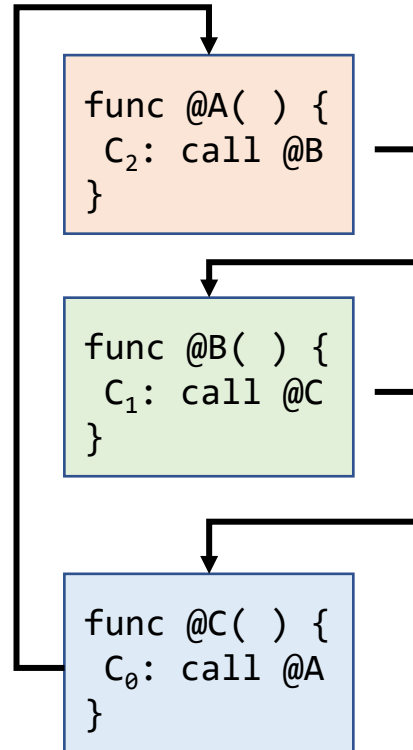 func @A( ) {
C₂: call @B
}
func @B( ) {
C₁: call @C
}
func @C( ) {
C₀: call @A
}